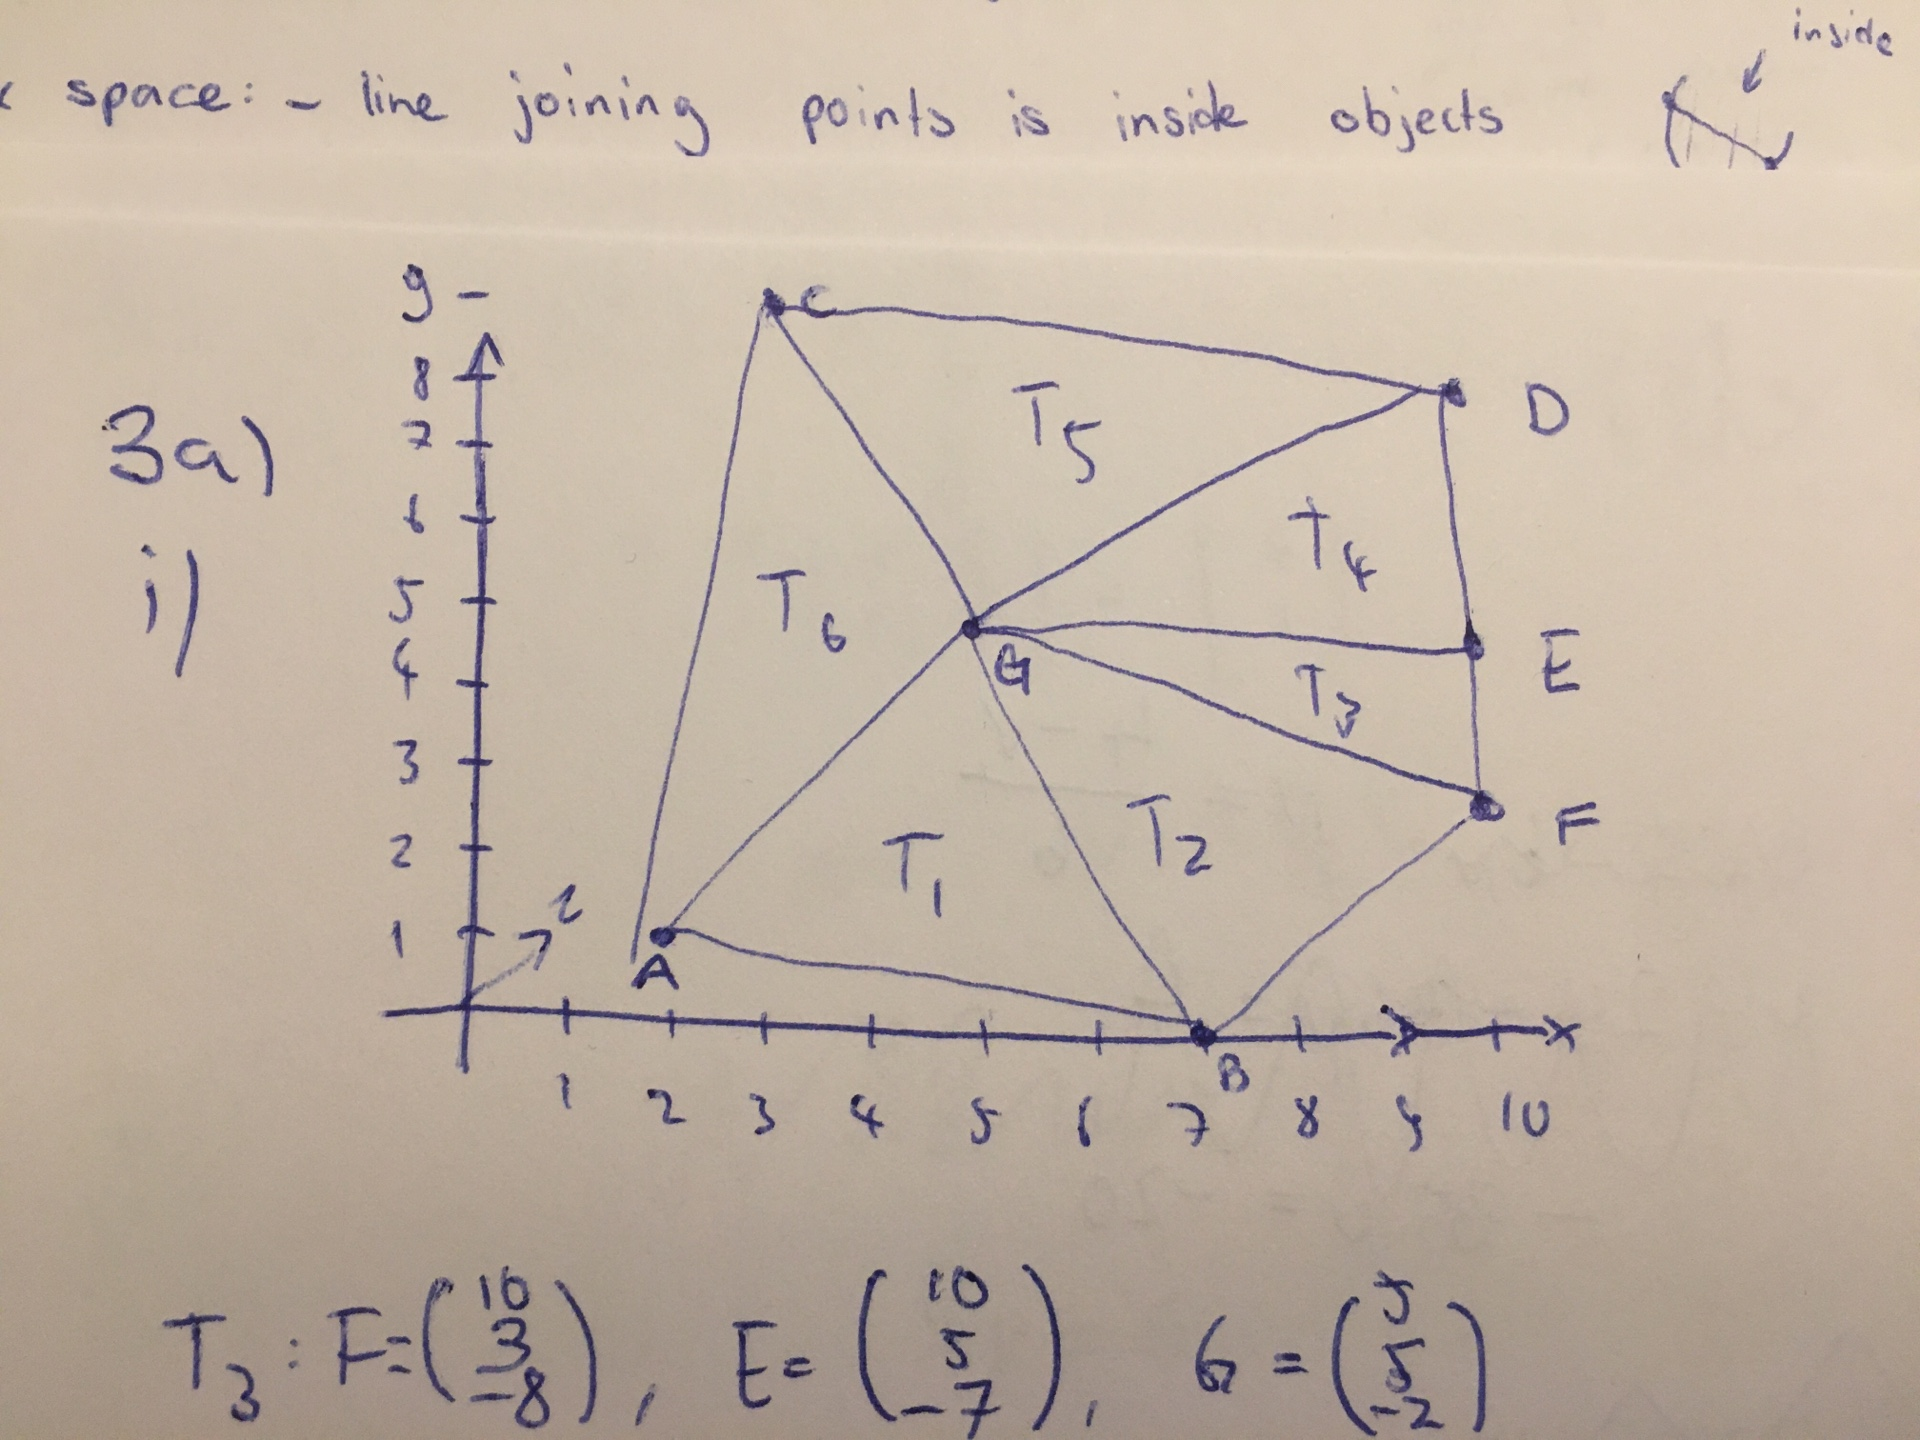 inside
space: - line joining points is inside objects
9
C
8
D
3a)
7
T5
6
T4
i)
5
T6
G
E
4
T3
3
F
2
T1
T2
1
A
B
x
1 2 3 4 5 6 7 8 9 10
T3: F=(10 3 -8), E=(10 5 -7), G=(5 5 -2)